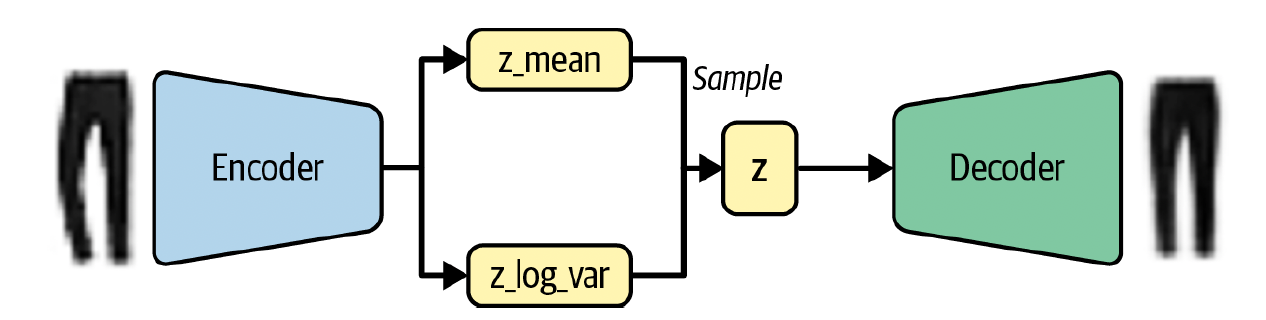 Encoder
z_mean
z_log_var
Sample
z
Decoder